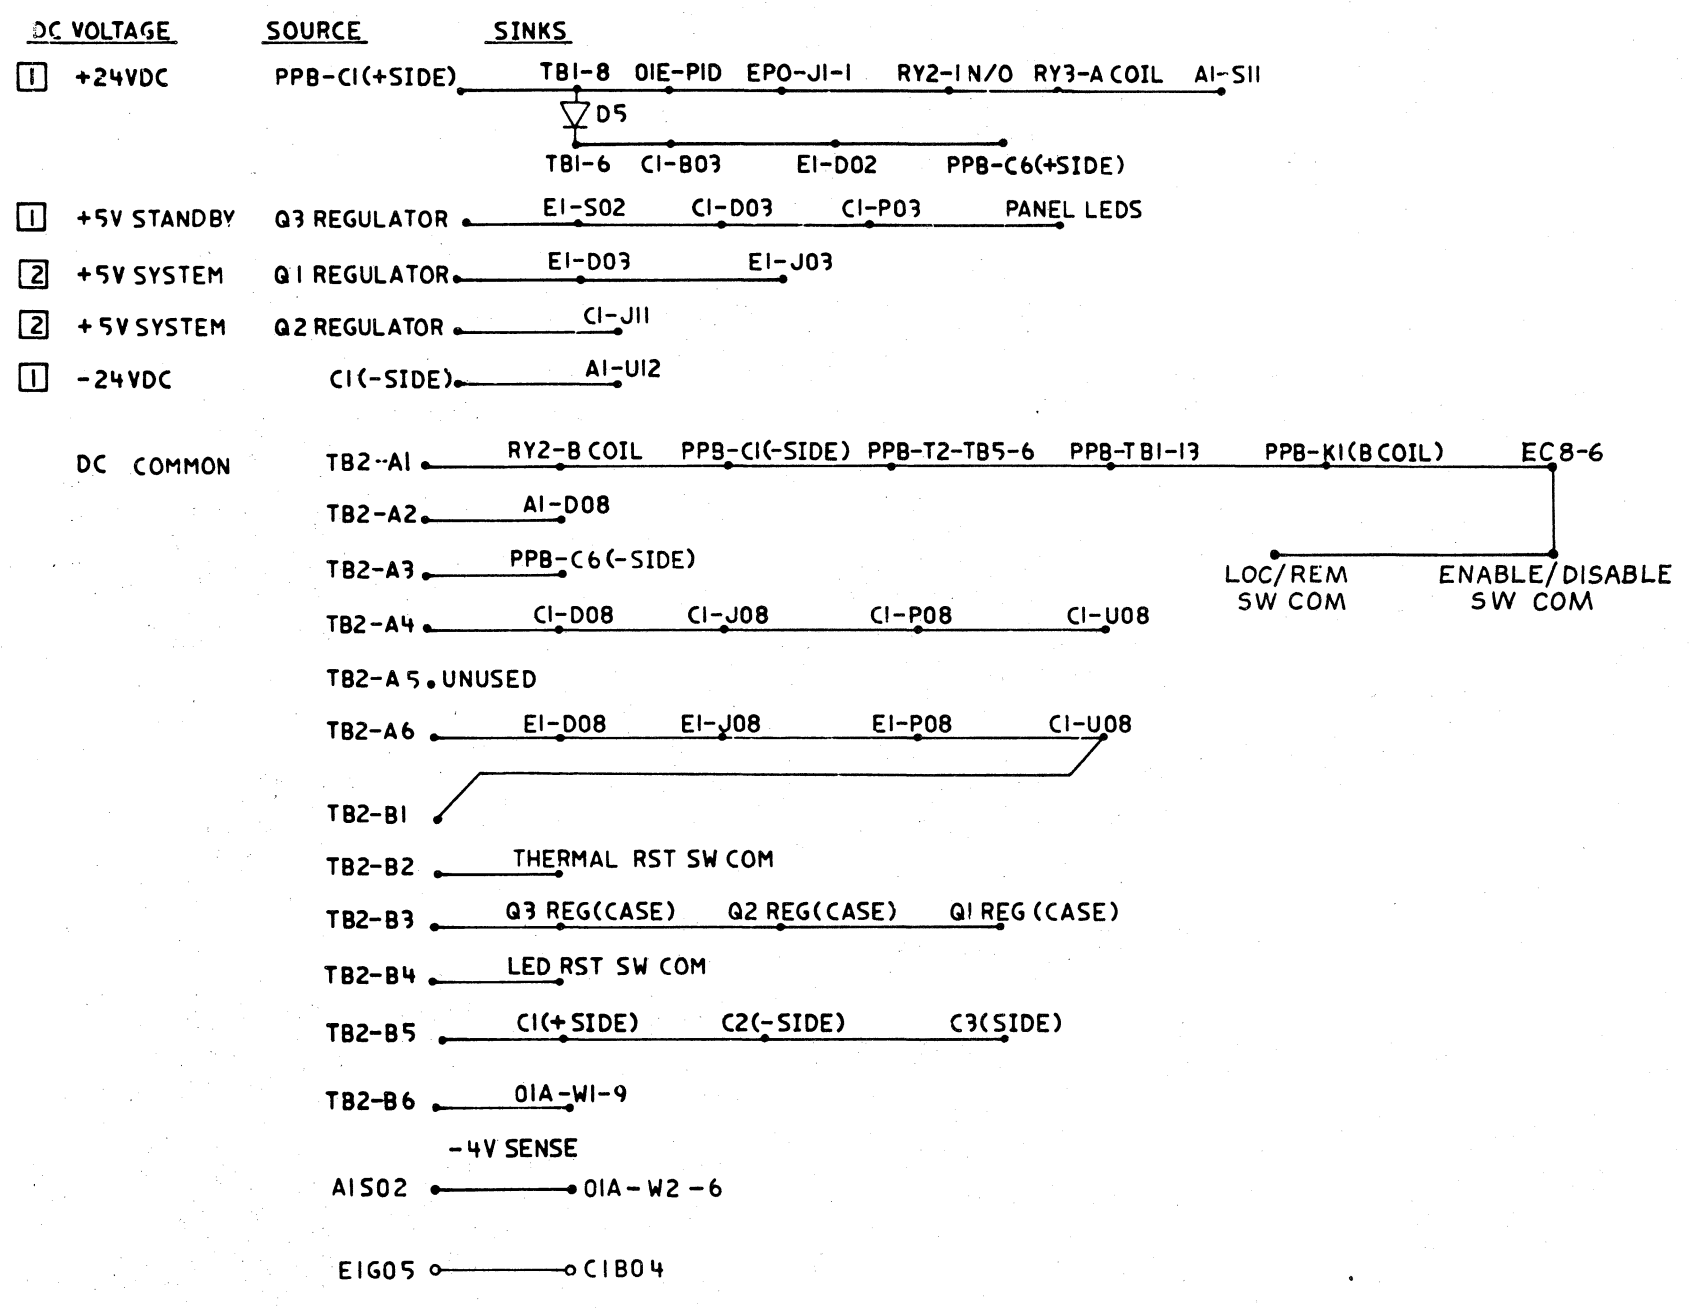 DC VOLTAGE SOURCE SINKS
1 +24VDC PPB-C1(+SIDE) TB1-8 01E-P1D EPO-J1-1 RY2-1 N/O RY3-A COIL A1-S11
D5
TB1-6 C1-B03 E1-D02 PPB-C6(+SIDE)
1 +5V STANDBY Q3 REGULATOR E1-S02 C1-D03 C1-P03 PANEL LEDS
2 +5V SYSTEM Q1 REGULATOR E1-D03 E1-J03
2 +5V SYSTEM Q2 REGULATOR C1-J11
1 -24VDC C1(-SIDE) A1-U12
DC COMMON TB2-A1 RY2-B COIL PPB-C1(-SIDE) PPB-T2-TB5-6 PPB-TB1-13 PPB-K1(B COIL) EC8-6
TB2-A2 A1-D08
TB2-A3 PPB-C6(-SIDE)
LOC/REM SW COM
ENABLE/DISABLE SW COM
TB2-A4 C1-D08 C1-J08 C1-P08 C1-U08
TB2-A5 UNUSED
TB2-A6 E1-D08 E1-J08 E1-P08 C1-U08
TB2-B1
TB2-B2 THERMAL RST SW COM
TB2-B3 Q3 REG(CASE) Q2 REG(CASE) Q1 REG (CASE)
TB2-B4 LED RST SW COM
TB2-B5 C1(+SIDE) C2(-SIDE) C3(SIDE)
TB2-B6 01A-W1-9
-4V SENSE
A1S02 01A-W2-6
E1G05 C1B04